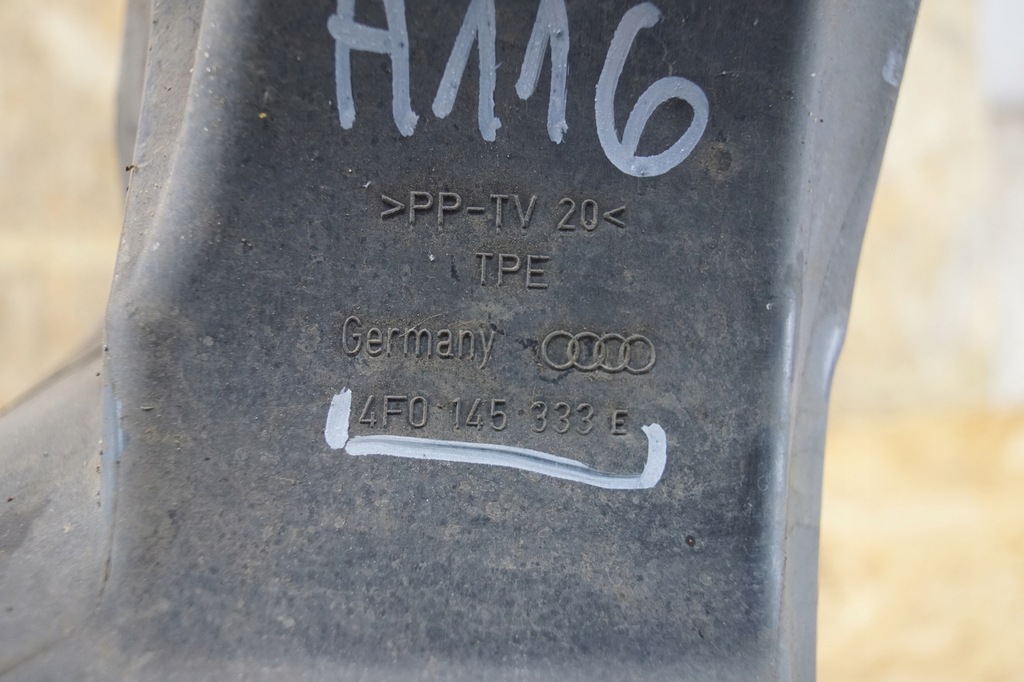 A116
>PP-TV 20<
TPE
Germany
4F0 145 333 E